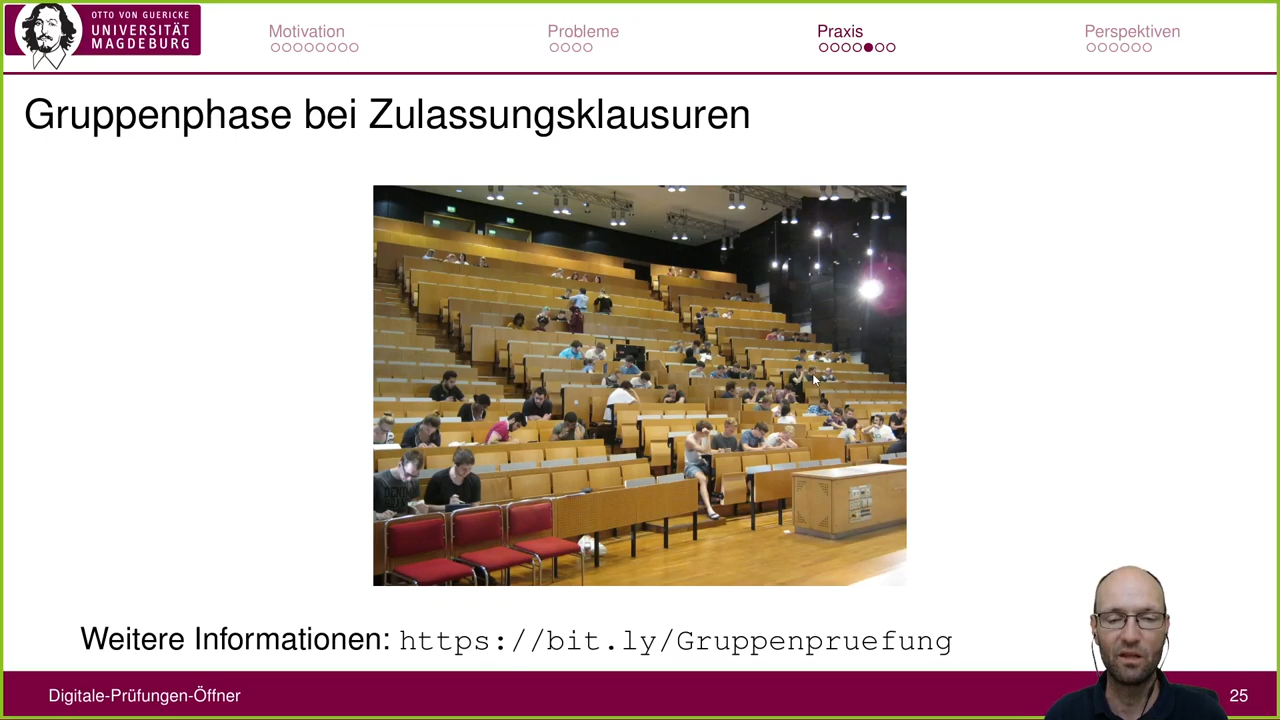 OTTO VON GUERICKE
UNIVERSITÄT
MAGDEBURG
Motivation
Probleme
Praxis
Perspektiven
Gruppenphase bei Zulassungsklausuren
Weitere Informationen: https://bit.ly/Gruppenpruefung
Digitale-Prüfungen-Öffner
25